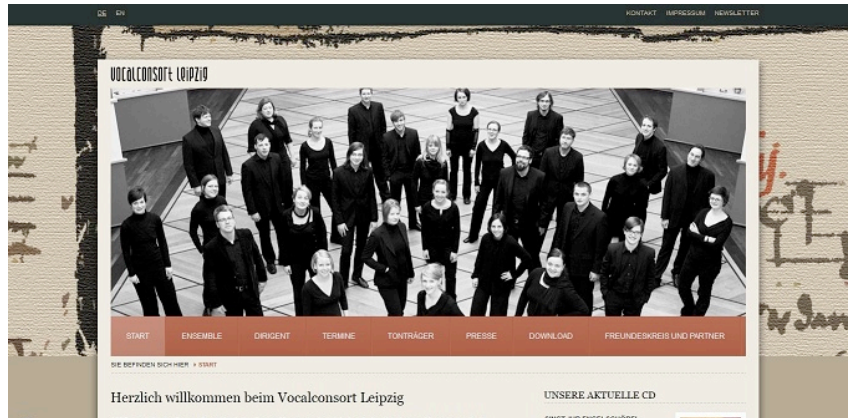 DE EN KONTAKT IMPRESSUM NEWSLETTER
vocalconsort leipzig
START ENSEMBLE DIRIGENT TERMINE TONTRÄGER PRESSE DOWNLOAD FREUNDESKREIS UND PARTNER
SIE BEFINDEN SICH HIER START
Herzlich willkommen beim Vocalconsort Leipzig
UNSERE AKTUELLE CD